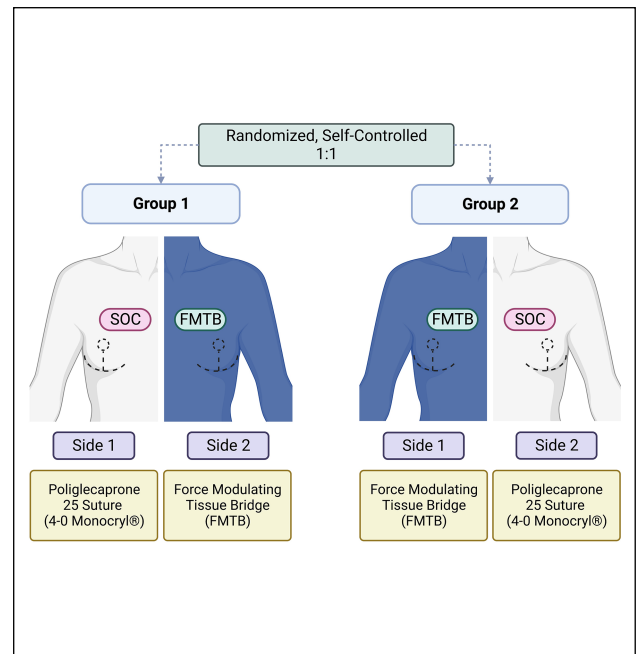 Randomized, Self-Controlled
1:1
Group 1
Group 2
SOC
FMTB
FMTB
SOC
Side 1
Side 2
Side 1
Side 2
Poliglecaprone
25 Suture
(4-0 Monocryl®)
Force Modulating
Tissue Bridge
(FMTB)
Force Modulating
Tissue Bridge
(FMTB)
Poliglecaprone
25 Suture
(4-0 Monocryl®)